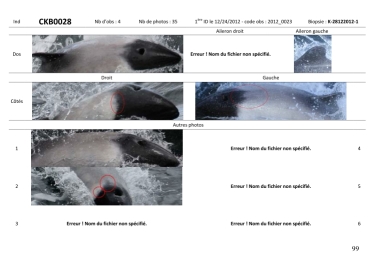 Ind CKB0028 Nb d'obs : 4 Nb de photos : 35 1ère ID le 12/24/2012 - code obs : 2012_0023 Biopsie : K-28122012-1
Aileron droit Aileron gauche
Dos Erreur ! Nom du fichier non spécifié.
Droit Gauche
Côtés
Autres photos
1 Erreur ! Nom du fichier non spécifié. 4
2 Erreur ! Nom du fichier non spécifié. 5
3 Erreur ! Nom du fichier non spécifié. Erreur ! Nom du fichier non spécifié. 6
99